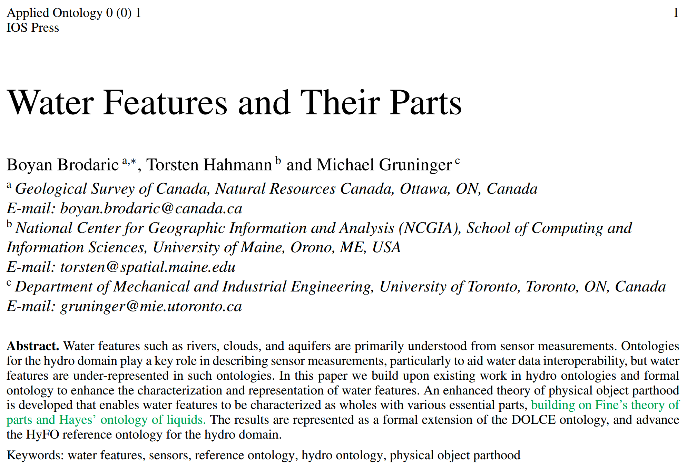 Applied Ontology 0 (0) 1 1
IOS Press
Water Features and Their Parts
Boyan Brodaric a,*, Torsten Hahmann b and Michael Gruninger c
a Geological Survey of Canada, Natural Resources Canada, Ottawa, ON, Canada
E-mail: boyan.brodaric@canada.ca
b National Center for Geographic Information and Analysis (NCGIA), School of Computing and
Information Sciences, University of Maine, Orono, ME, USA
E-mail: torsten@spatial.maine.edu
c Department of Mechanical and Industrial Engineering, University of Toronto, Toronto, ON, Canada
E-mail: gruninger@mie.utoronto.ca
Abstract. Water features such as rivers, clouds, and aquifers are primarily understood from sensor measurements. Ontologies
for the hydro domain play a key role in describing sensor measurements, particularly to aid water data interoperability, but water
features are under-represented in such ontologies. In this paper we build upon existing work in hydro ontologies and formal
ontology to enhance the characterization and representation of water features. An enhanced theory of physical object parthood
is developed that enables water features to be characterized as wholes with various essential parts, building on Fine's theory of
parts and Hayes' ontology of liquids. The results are represented as a formal extension of the DOLCE ontology, and advance
the HyFO reference ontology for the hydro domain.
Keywords: water features, sensors, reference ontology, hydro ontology, physical object parthood